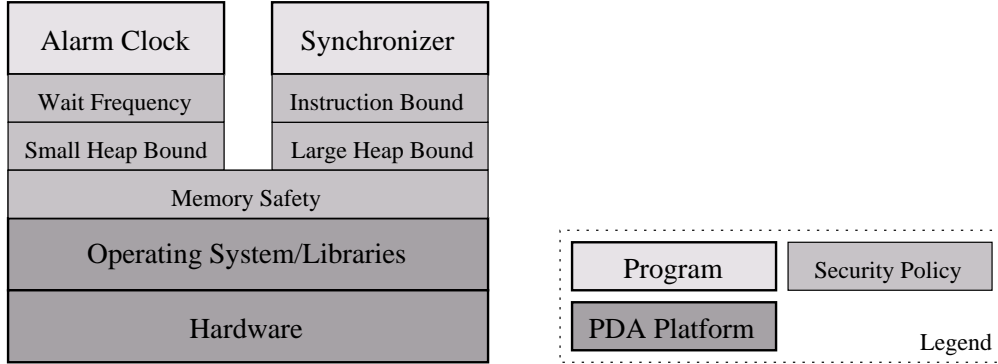 Alarm Clock
Synchronizer
Wait Frequency
Instruction Bound
Small Heap Bound
Large Heap Bound
Memory Safety
Operating System/Libraries
Hardware
Program
Security Policy
PDA Platform
Legend